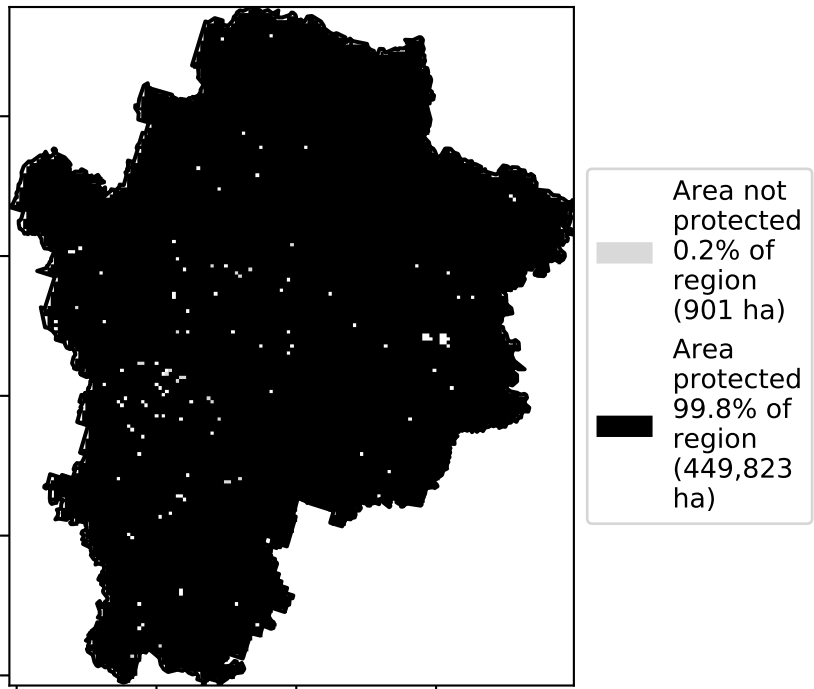 Area not
protected
0.2% of
region
(901 ha)
Area
protected
99.8% of
region
(449,823
ha)